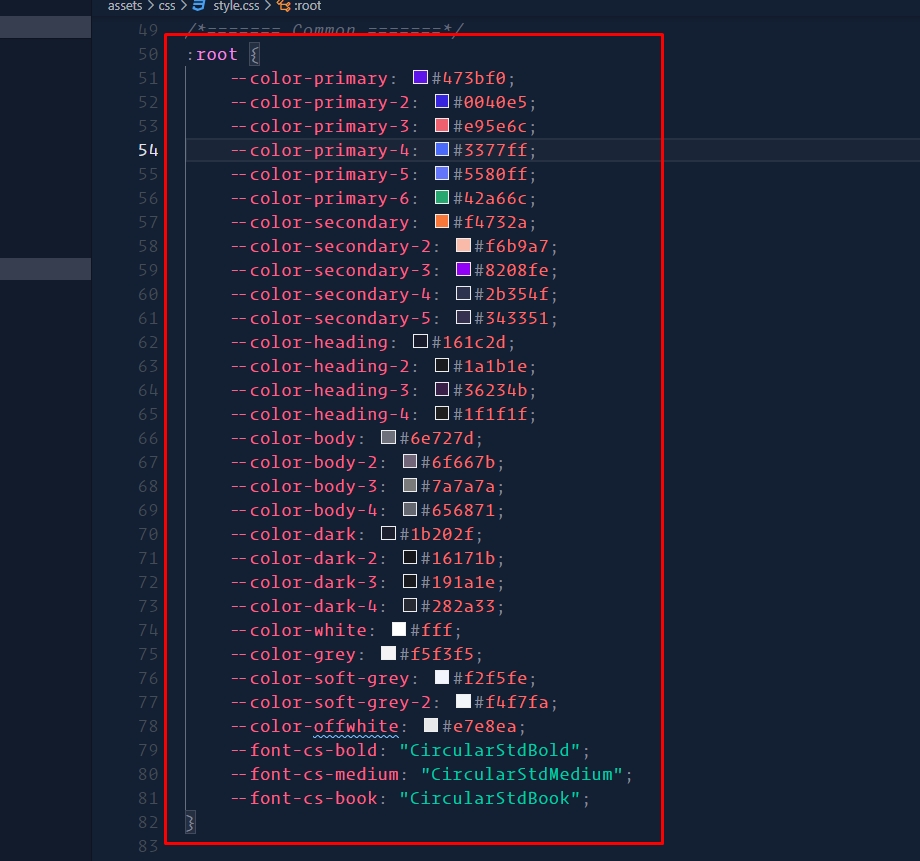 assets > css > style.css > :root
49 /*======= Common =======*/
50 :root {
51 --color-primary: #473bf0;
52 --color-primary-2: #0040e5;
53 --color-primary-3: #e95e6c;
54 --color-primary-4: #3377ff;
55 --color-primary-5: #5580ff;
56 --color-primary-6: #42a66c;
57 --color-secondary: #f4732a;
58 --color-secondary-2: #f6b9a7;
59 --color-secondary-3: #8208fe;
60 --color-secondary-4: #2b354f;
61 --color-secondary-5: #343351;
62 --color-heading: #161c2d;
63 --color-heading-2: #1a1b1e;
64 --color-heading-3: #36234b;
65 --color-heading-4: #1f1f1f;
66 --color-body: #6e727d;
67 --color-body-2: #6f667b;
68 --color-body-3: #7a7a7a;
69 --color-body-4: #656871;
70 --color-dark: #1b202f;
71 --color-dark-2: #16171b;
72 --color-dark-3: #191a1e;
73 --color-dark-4: #282a33;
74 --color-white: #fff;
75 --color-grey: #f5f3f5;
76 --color-soft-grey: #f2f5fe;
77 --color-soft-grey-2: #f4f7fa;
78 --color-offwhite: #e7e8ea;
79 --font-cs-bold: "CircularStdBold";
80 --font-cs-medium: "CircularStdMedium";
81 --font-cs-book: "CircularStdBook";
82 }
83